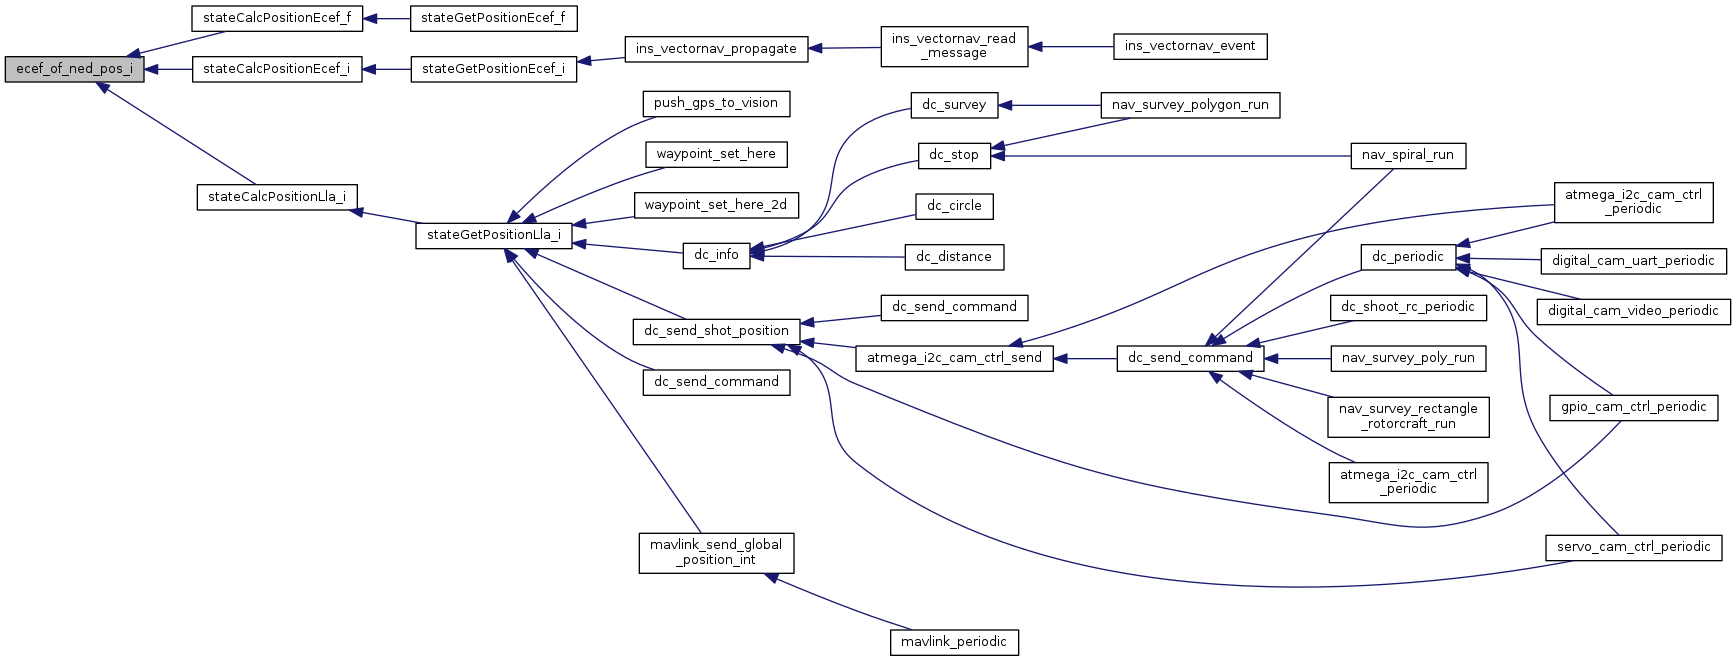 ecef_of_ned_pos_i
stateCalcPositionEcef_f
stateGetPositionEcef_f
stateCalcPositionEcef_i
stateGetPositionEcef_i
ins_vectornav_propagate
ins_vectornav_read
_message
ins_vectornav_event
stateCalcPositionLla_i
stateGetPositionLla_i
push_gps_to_vision
waypoint_set_here
waypoint_set_here_2d
dc_info
dc_survey
nav_survey_polygon_run
dc_stop
nav_spiral_run
dc_circle
dc_distance
dc_send_shot_position
dc_send_command
atmega_i2c_cam_ctrl_send
dc_send_command
dc_periodic
atmega_i2c_cam_ctrl
_periodic
digital_cam_uart_periodic
digital_cam_video_periodic
gpio_cam_ctrl_periodic
servo_cam_ctrl_periodic
dc_shoot_rc_periodic
nav_survey_poly_run
nav_survey_rectangle
_rotorcraft_run
atmega_i2c_cam_ctrl
_periodic
dc_send_command
mavlink_send_global
_position_int
mavlink_periodic